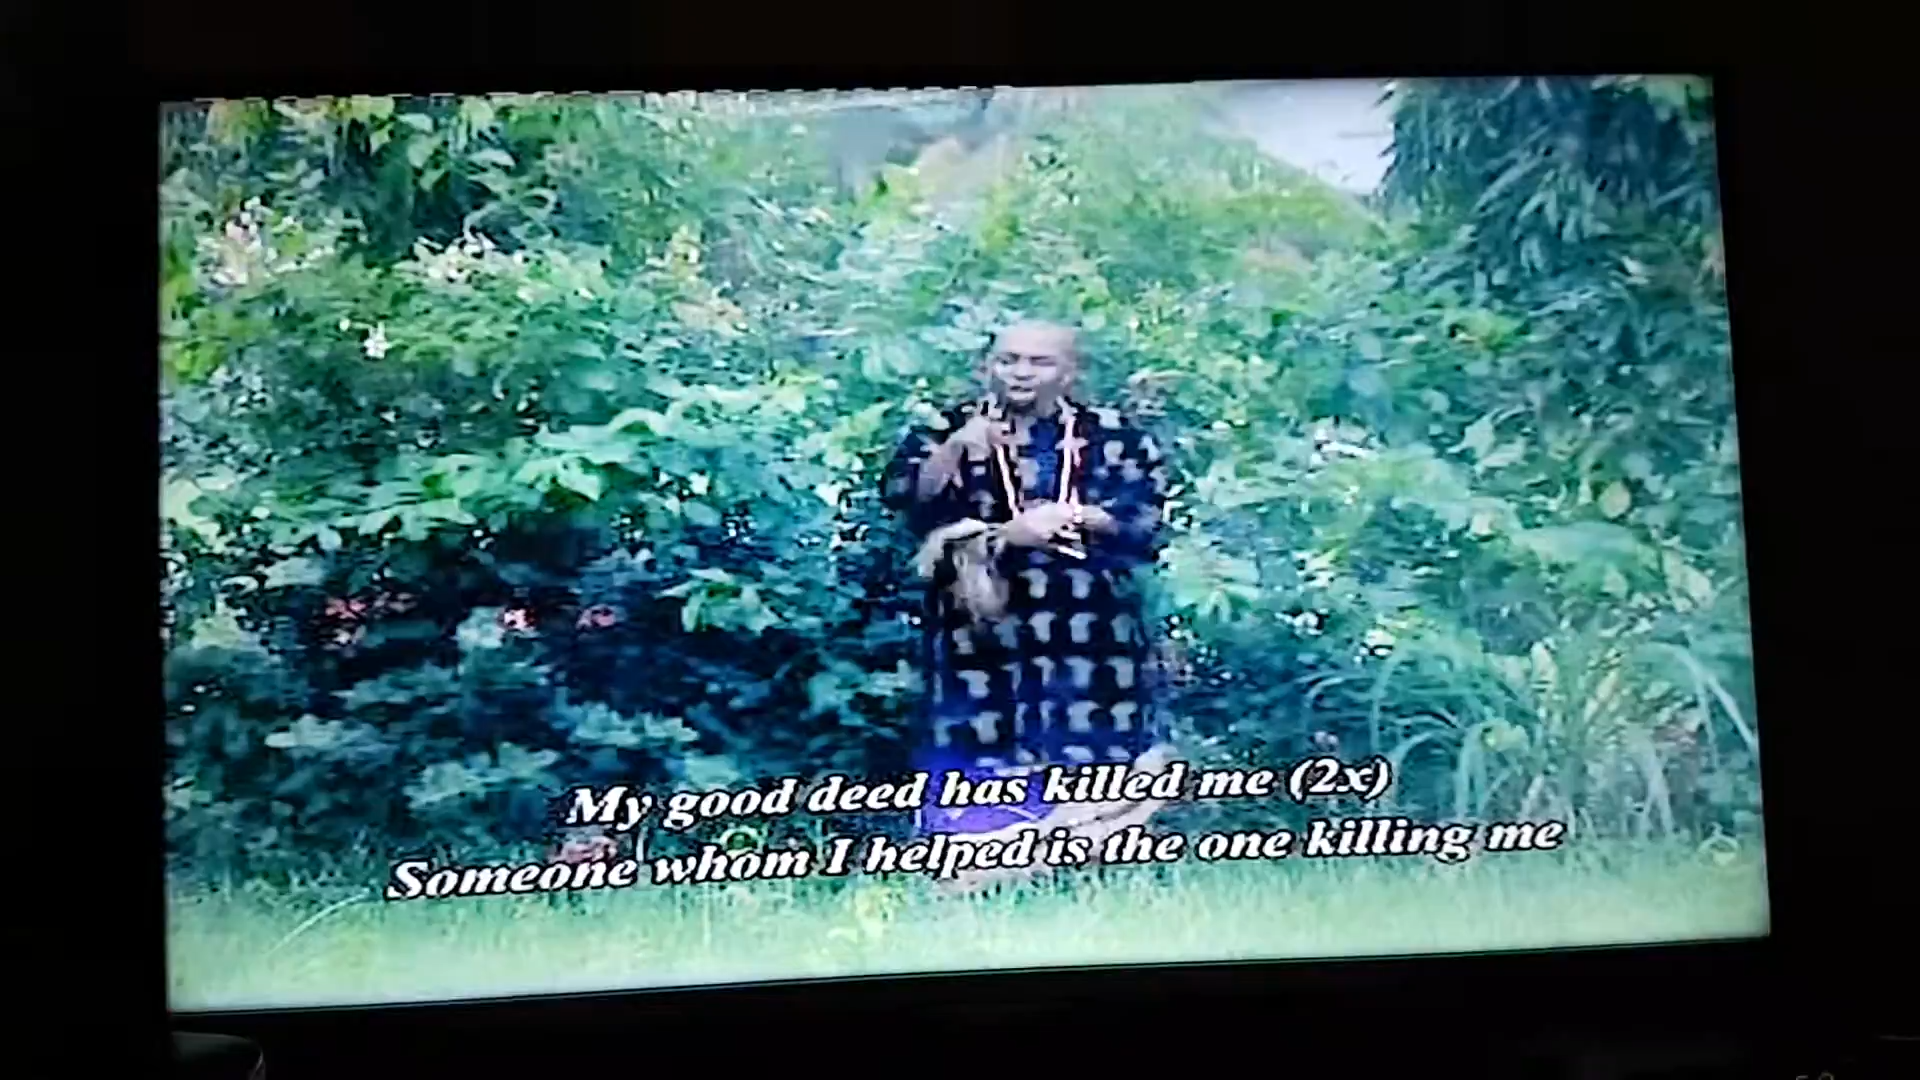 My good deed has killed me (2x)
Someone whom I helped is the one killing me